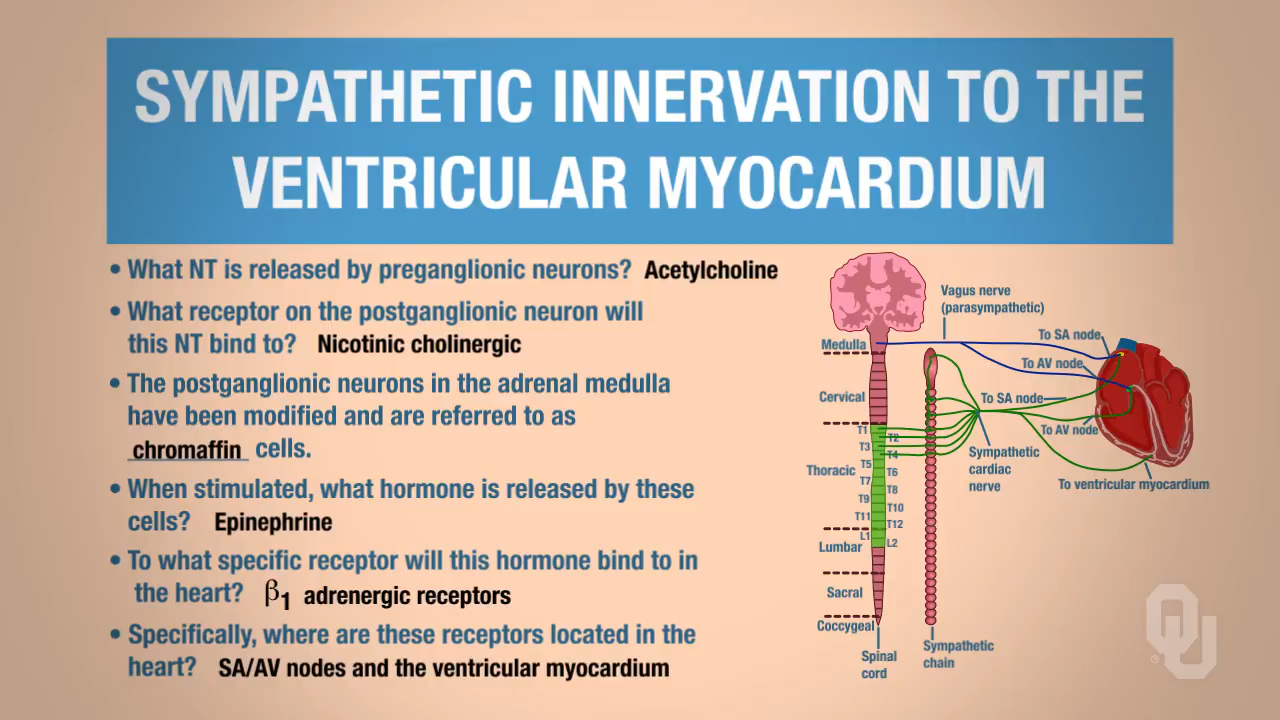 SYMPATHETIC INNERVATION TO THE
VENTRICULAR MYOCARDIUM
• What NT is released by preganglionic neurons? Acetylcholine
• What receptor on the postganglionic neuron will
this NT bind to? Nicotinic cholinergic
• The postganglionic neurons in the adrenal medulla
have been modified and are referred to as
chromaffin cells.
• When stimulated, what hormone is released by these
cells? Epinephrine
• To what specific receptor will this hormone bind to in
the heart? β1 adrenergic receptors
• Specifically, where are these receptors located in the
heart? SA/AV nodes and the ventricular myocardium
Vagus nerve
(parasympathetic)
To SA node
Medulla
To AV node
Cervical
To SA node
T1
To AV node
T2
T3
T4
Sympathetic
cardiac
nerve
T5
Thoracic
T6
T7
To ventricular myocardium
T8
T9
T10
T11
T12
L1
Lumbar
L2
Sacral
Coccygeal
Spinal
cord
Sympathetic
chain
OU
®